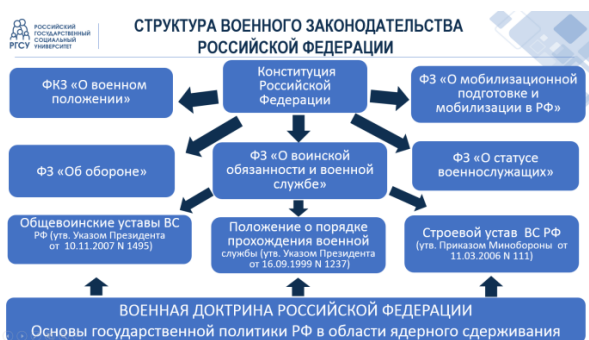 РОССИЙСКИЙ
ГОСУДАРСТВЕННЫЙ
СОЦИАЛЬНЫЙ
РГСУ УНИВЕРСИТЕТ
СТРУКТУРА ВОЕННОГО ЗАКОНОДАТЕЛЬСТВА
РОССИЙСКОЙ ФЕДЕРАЦИИ
ФКЗ «О военном
положении»
Конституция
Российской
Федерации
ФЗ «О мобилизационной
подготовке и
мобилизации в РФ»
ФЗ «Об обороне»
ФЗ «О воинской
обязанности и военной
службе»
ФЗ «О статусе
военнослужащих»
Общевоинские уставы ВС
РФ (утв. Указом Президента
от 10.11.2007 N 1495)
Положение о порядке
прохождения военной
службы (утв. Указом Президента
от 16.09.1999 N 1237)
Строевой устав ВС РФ
(утв. Приказом Минобороны от
11.03.2006 N 111)
ВОЕННАЯ ДОКТРИНА РОССИЙСКОЙ ФЕДЕРАЦИИ
Основы государственной политики РФ в области ядерного сдерживания